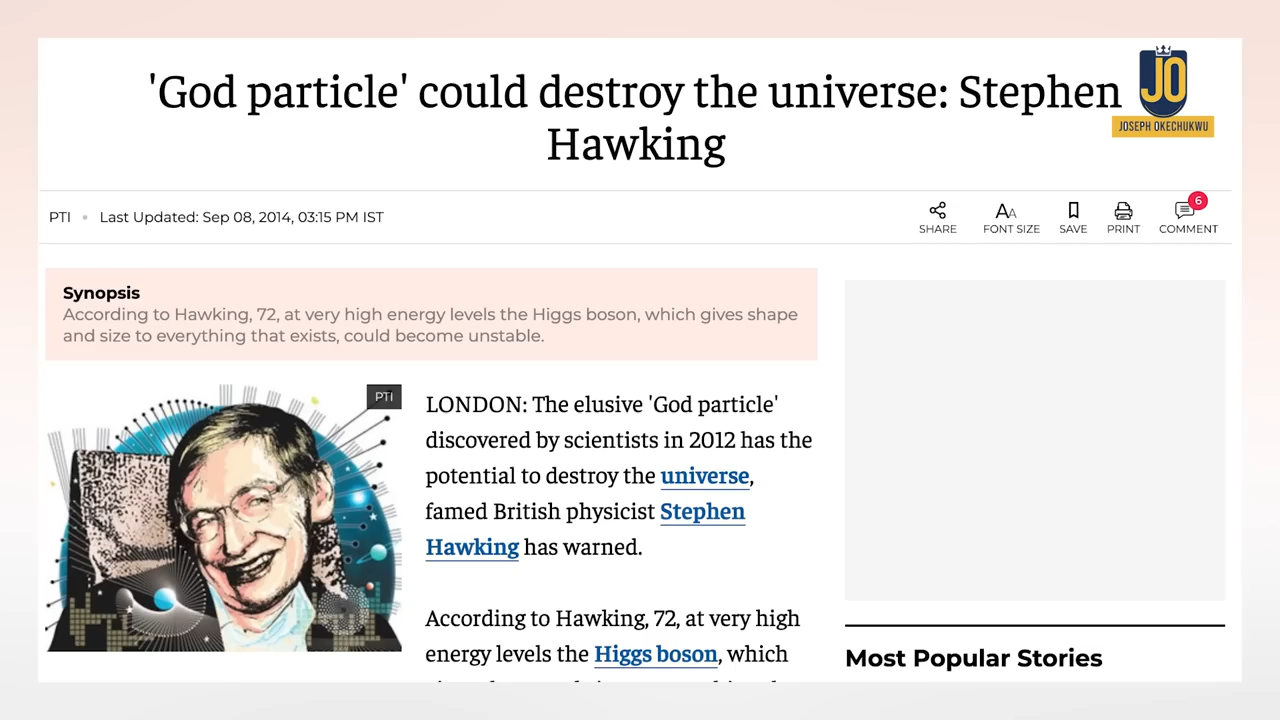 'God particle' could destroy the universe: Stephen
Hawking
JO
JOSEPH OKECHUKWU
PTI • Last Updated: Sep 08, 2014, 03:15 PM IST
SHARE
AA
FONT SIZE
SAVE
PRINT
6
COMMENT
Synopsis
According to Hawking, 72, at very high energy levels the Higgs boson, which gives shape
and size to everything that exists, could become unstable.
PTI
LONDON: The elusive 'God particle'
discovered by scientists in 2012 has the
potential to destroy the universe,
famed British physicist Stephen
Hawking has warned.
According to Hawking, 72, at very high
energy levels the Higgs boson, which
Most Popular Stories